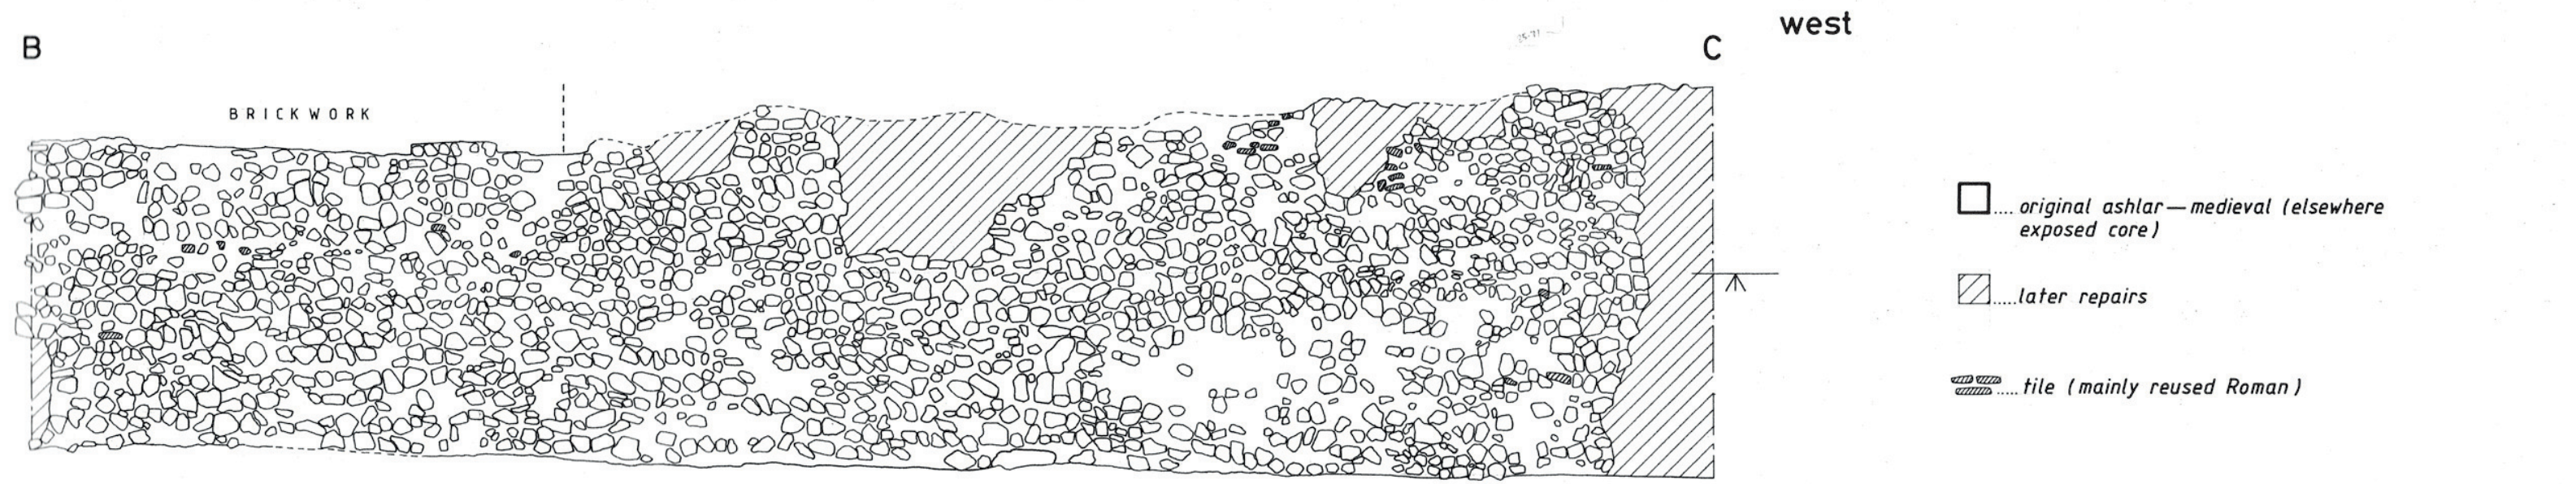 B
C
west
BRICKWORK
.... original ashlar—medieval (elsewhere
exposed core)
.....later repairs
..... tile (mainly reused Roman)